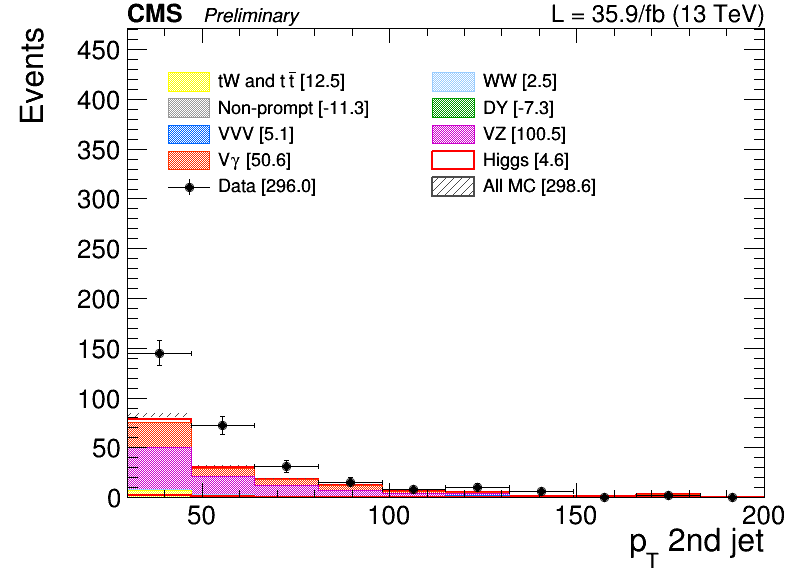 CMS Preliminary L = 35.9/fb (13 TeV)
Events
450
400
350
300
250
200
150
100
50
0
tW and tt̅ [12.5] WW [2.5]
Non-prompt [-11.3] DY [-7.3]
VVV [5.1] VZ [100.5]
Vγ [50.6] Higgs [4.6]
Data [296.0] All MC [298.6]
50 100 150 200
pT 2nd jet